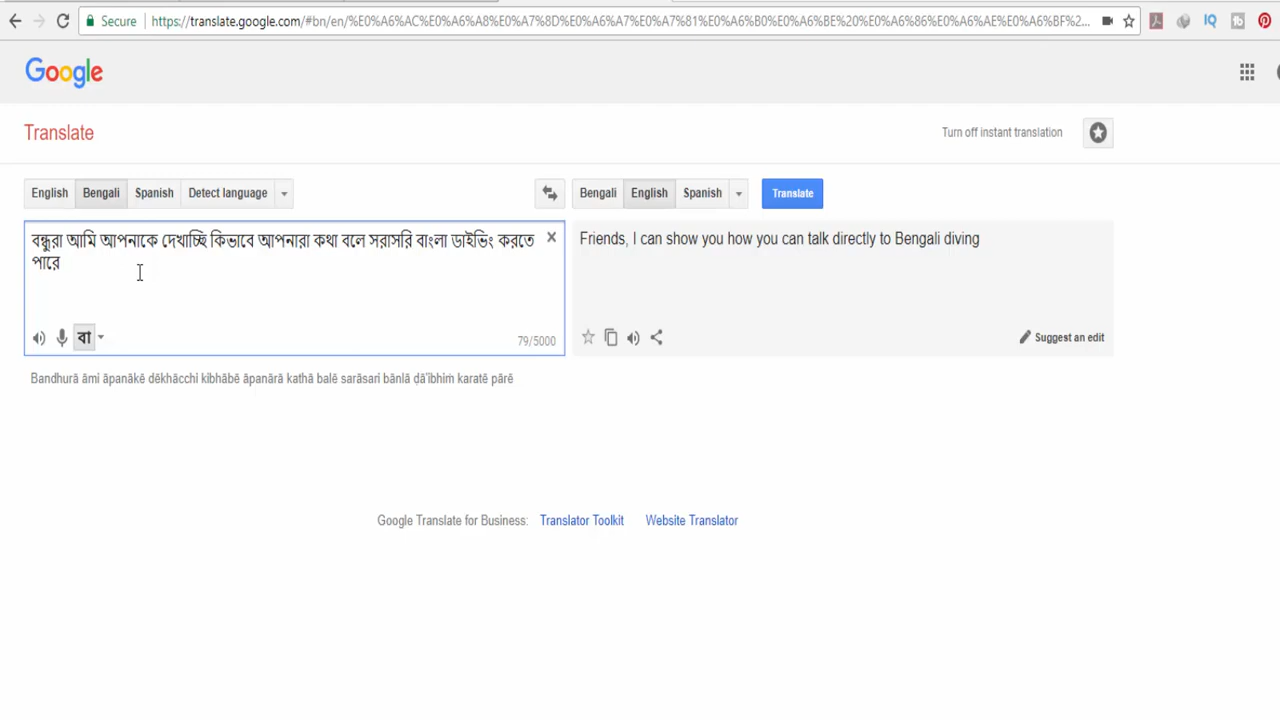 Secure https://translate.google.com/#bn/en/%E0%A6%AC%E0%A6%A8%E0%A7%8D%E0%A6%A7%E0%A7%81%E0%A6%B0%E0%A6%BE%20%E0%A6%86%E0%A6%AE%E0%A6%BF%2...
Google
Translate
Turn off instant translation
English Bengali Spanish Detect language
Bengali English Spanish Translate
বন্ধুরা আমি আপনাকে দেখাচ্ছি কিভাবে আপনারা কথা বলে সরাসরি বাংলা ডাইভিং করতে
পারে
Friends, I can show you how you can talk directly to Bengali diving
বা
79/5000
Suggest an edit
Bandhurā āmi āpanākē dēkhācchi kibhābē āpanārā kathā balē sarāsari bānlā ḍā'ibhiṁ karatē pārē
Google Translate for Business: Translator Toolkit Website Translator